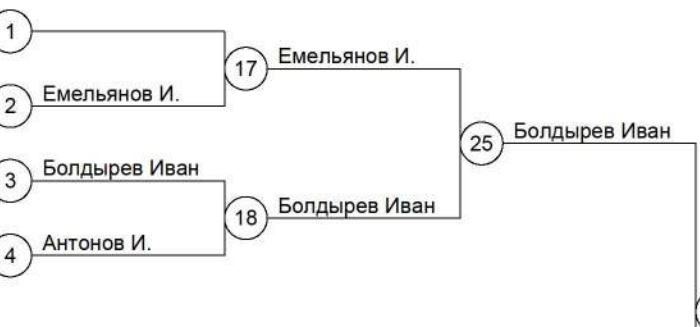 1
Емельянов И.
17
2
Емельянов И.
Болдырев Иван
25
3
Болдырев Иван
18
Болдырев Иван
4
Антонов И.